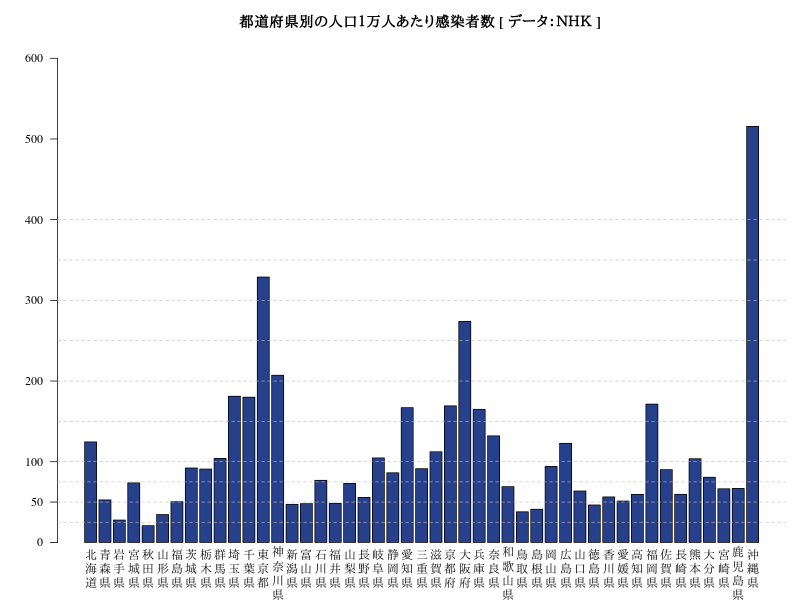 都道府県別の人口1万人あたり感染者数 [ データ：NHK ]
600
500
400
300
200
100
50
0
北海道
青森県
岩手県
宮城県
秋田県
山形県
福島県
茨城県
栃木県
群馬県
埼玉県
千葉県
東京都
神奈川県
新潟県
富山県
石川県
福井県
山梨県
長野県
岐阜県
静岡県
愛知県
三重県
滋賀県
京都府
大阪府
兵庫県
奈良県
和歌山県
鳥取県
島根県
岡山県
広島県
山口県
徳島県
香川県
愛媛県
高知県
福岡県
佐賀県
長崎県
熊本県
大分県
宮崎県
鹿児島県
沖縄県